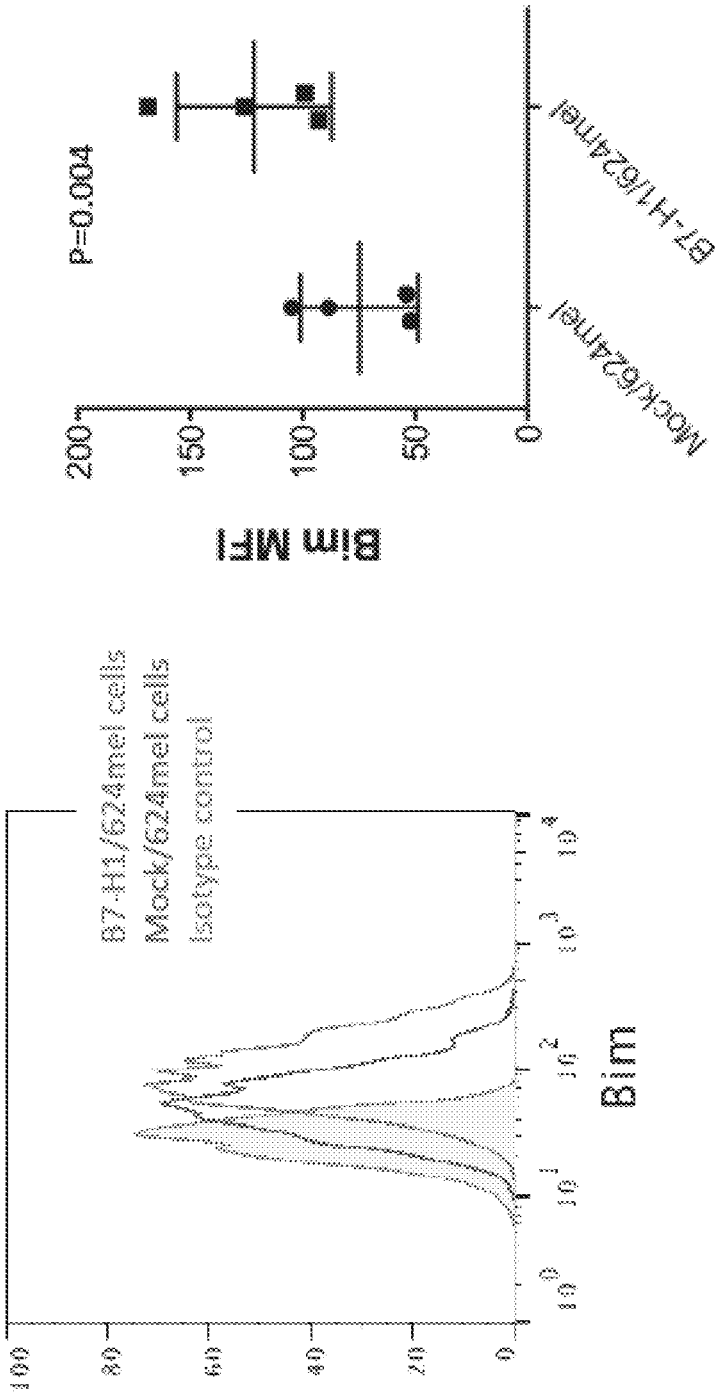 100
80
60
40
20
0
10^0
10^1
10^2
10^3
10^4
Bim
B7-H1/624mel cells
Mock/624mel cells
Isotype control
Bim MFI
200
150
100
50
0
P=0.004
Mock/624mel
B7-H1/624mel